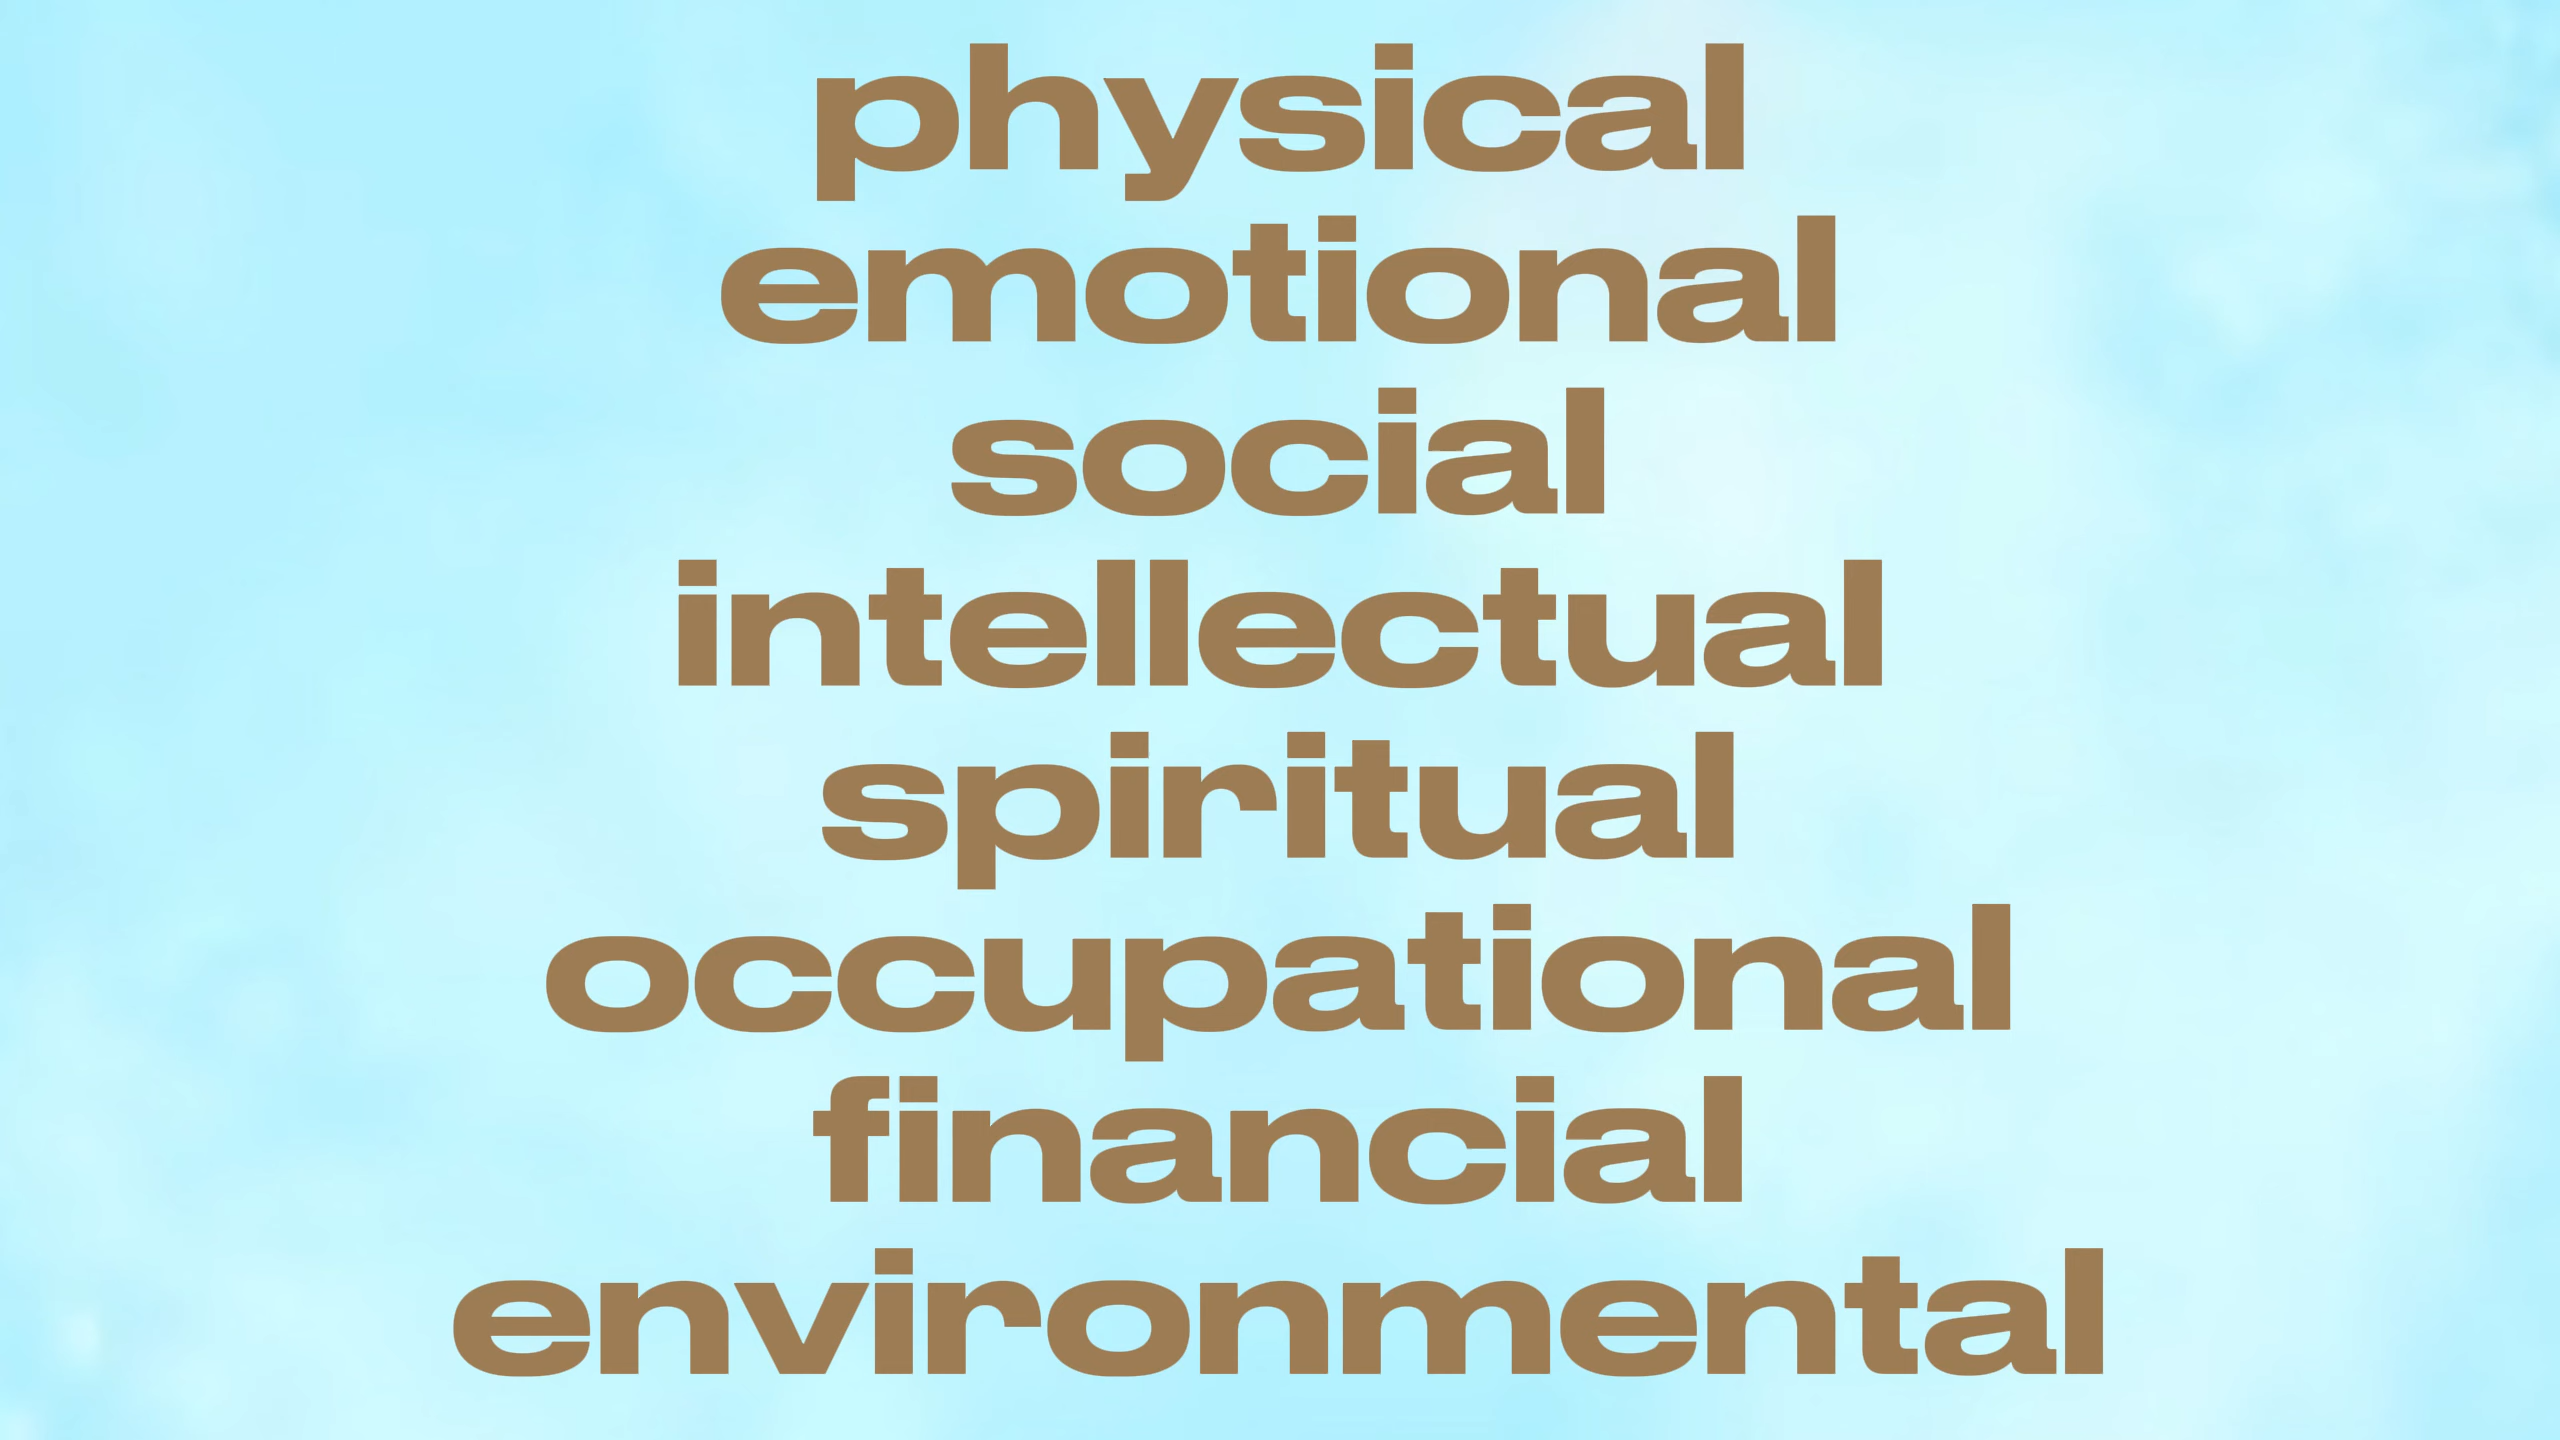 physical
emotional
social
intellectual
spiritual
occupational
financial
environmental